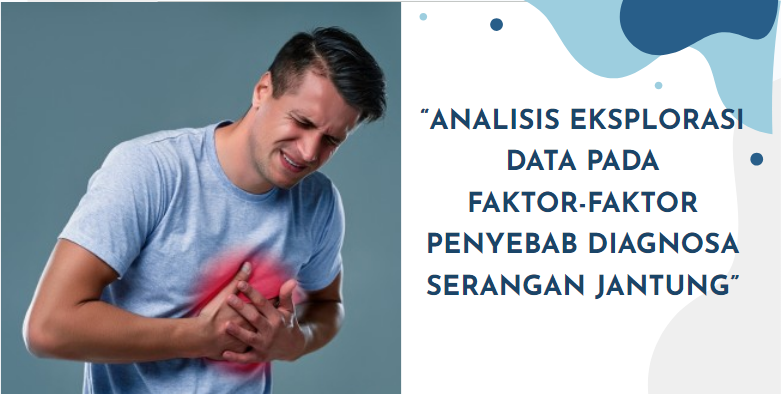 “ANALISIS EKSPLORASI
DATA PADA
FAKTOR-FAKTOR
PENYEBAB DIAGNOSA
SERANGAN JANTUNG”